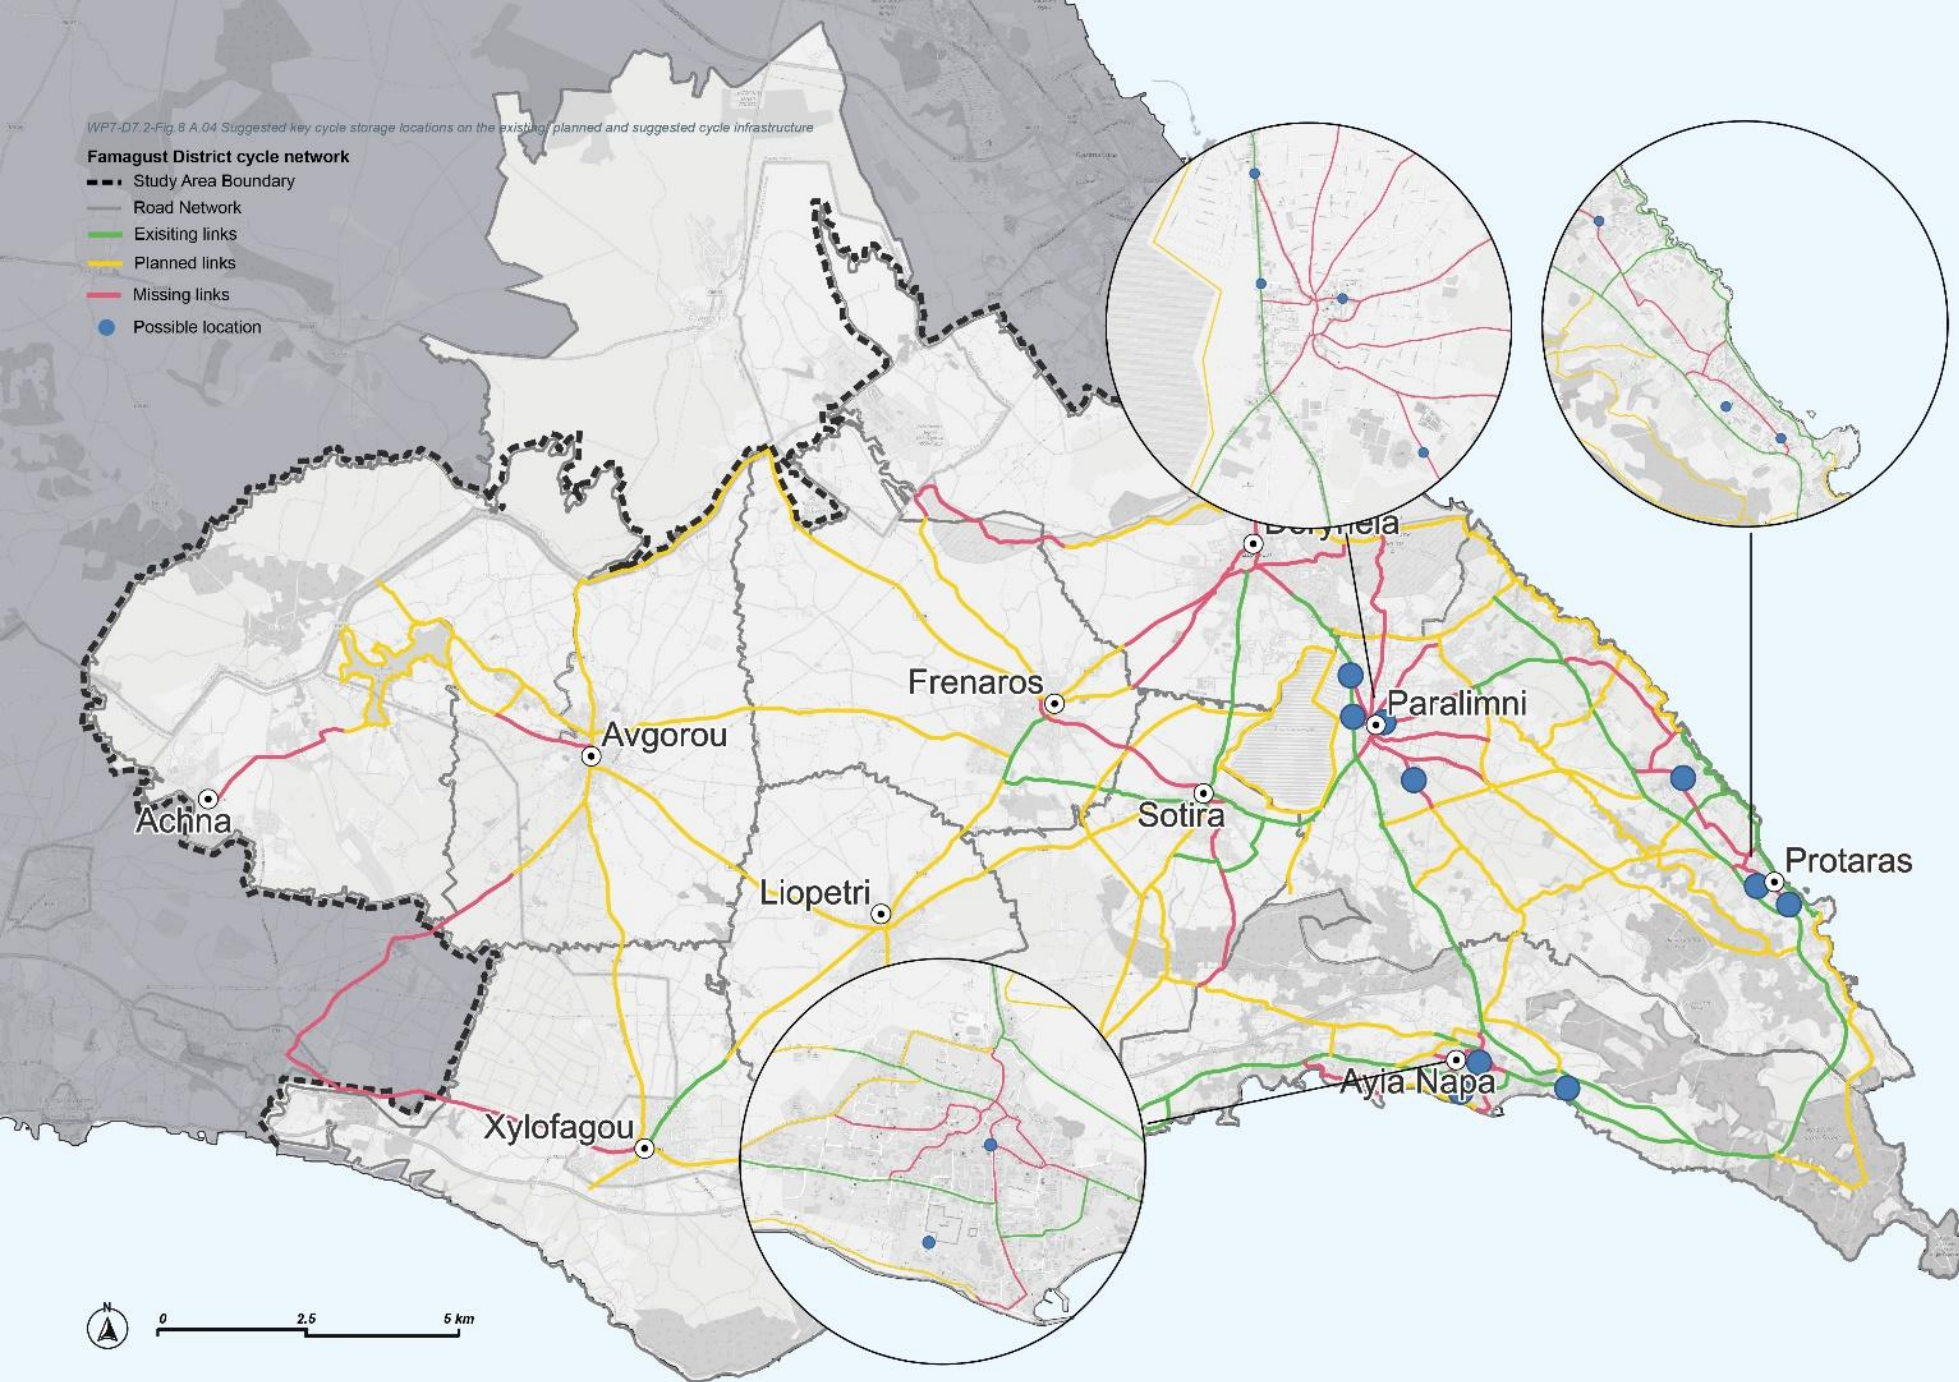 WP7-D7.2-Fig.8 A.04 Suggested key cycle storage locations on the existing, planned and suggested cycle infrastructure
Famagust District cycle network
Study Area Boundary
Road Network
Exisiting links
Planned links
Missing links
Possible location
Frenaros
Paralimni
Avgorou
Achna
Sotira
Protaras
Liopetri
Ayia Napa
Xylofagou
N
0 2.5 5 km